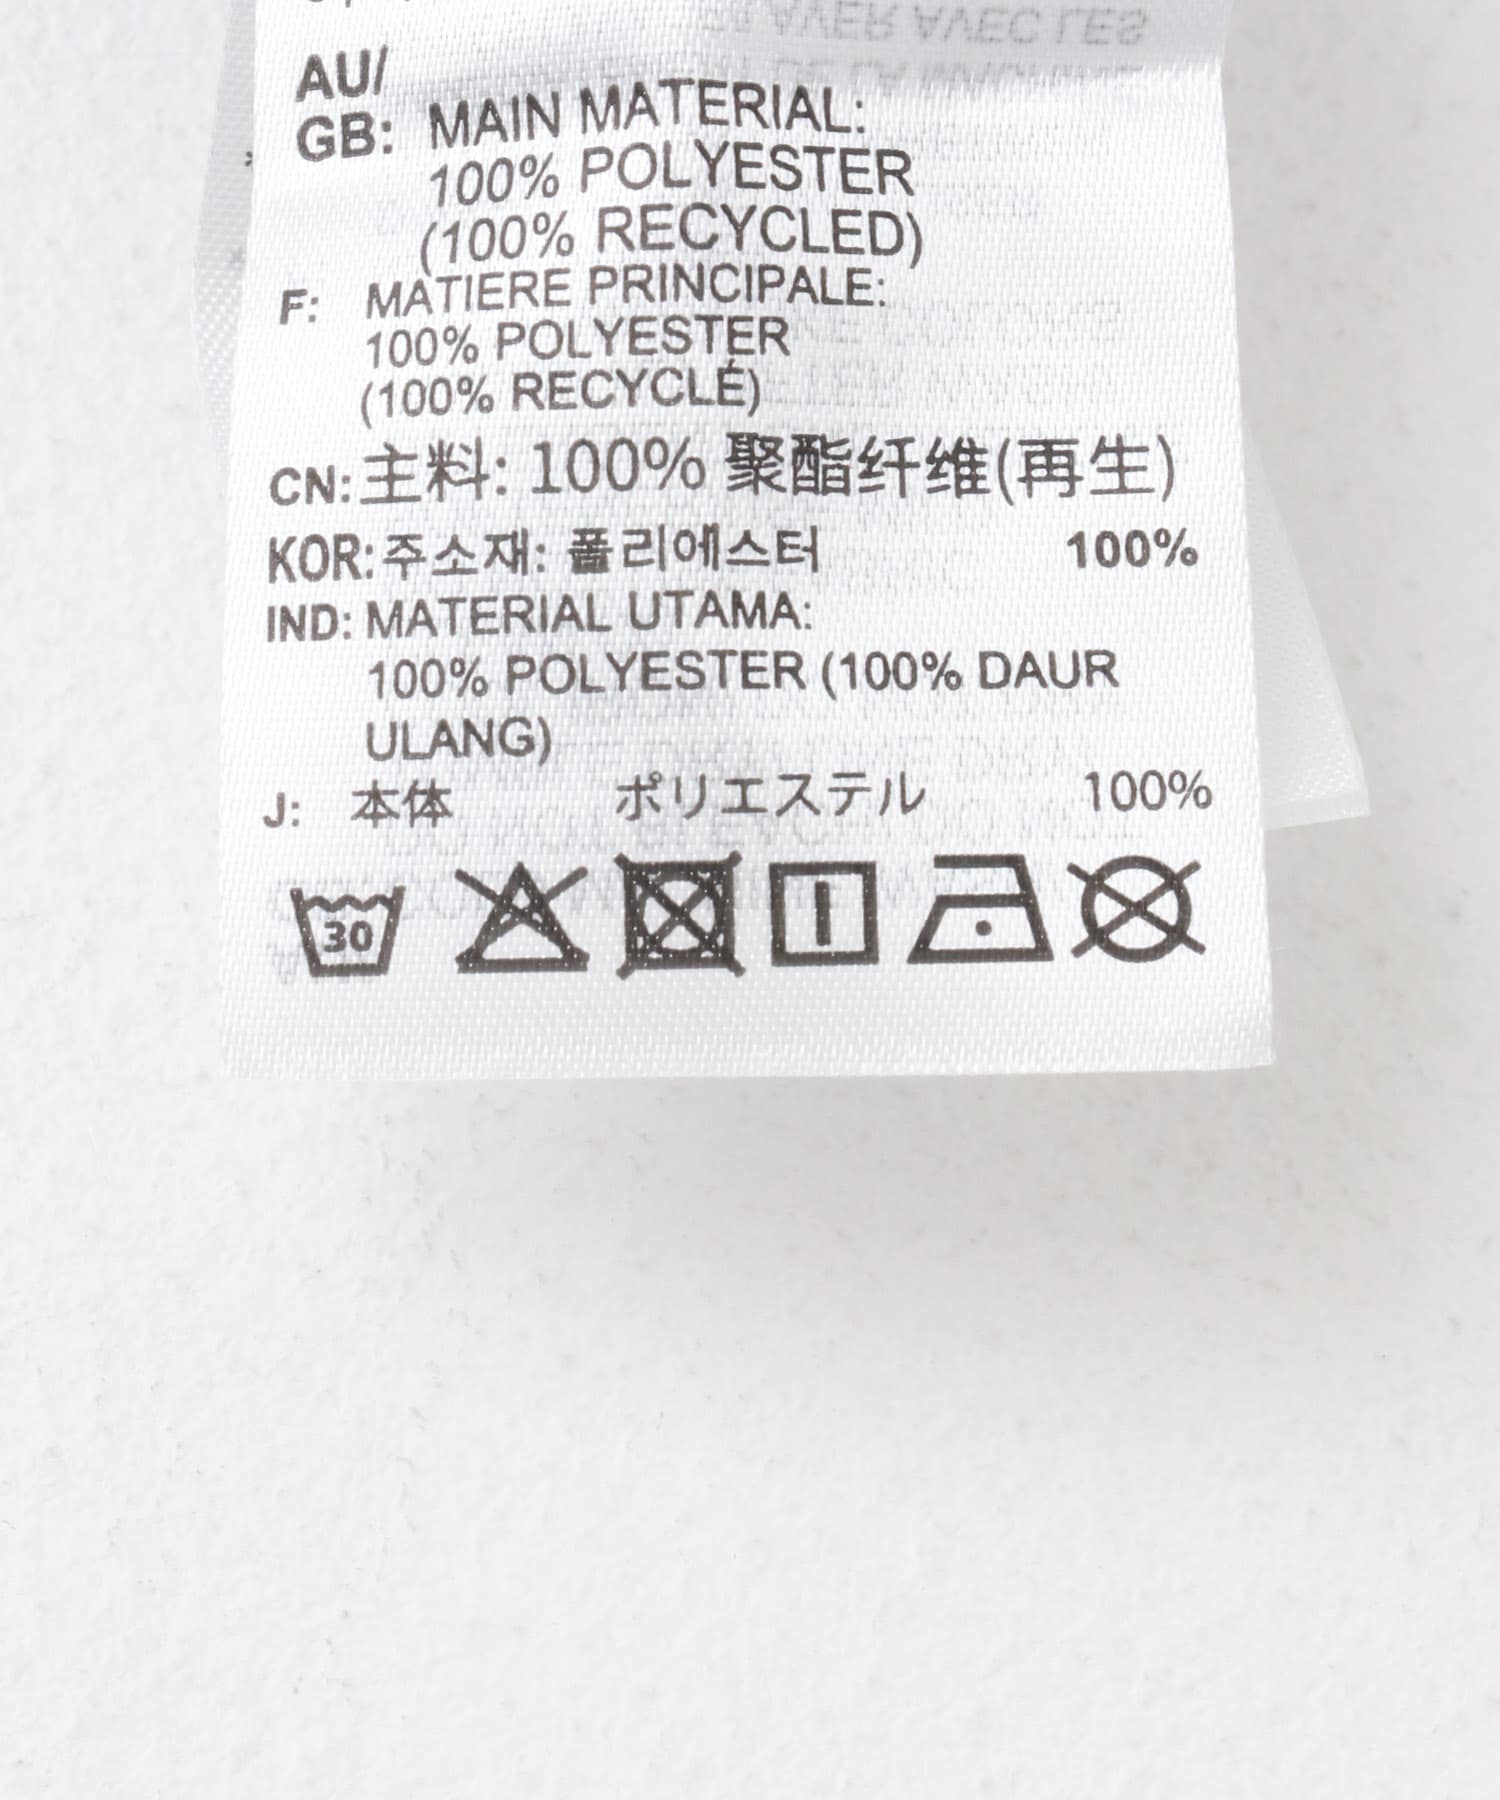 AU/
GB: MAIN MATERIAL:
100% POLYESTER
(100% RECYCLED)
F: MATIERE PRINCIPALE:
100% POLYESTER
(100% RECYCLÉ)
CN: 主料: 100% 聚酯纤维(再生)
KOR: 주소재: 폴리에스터 100%
IND: MATERIAL UTAMA:
100% POLYESTER (100% DAUR
ULANG)
J: 本体 ポリエステル 100%
30